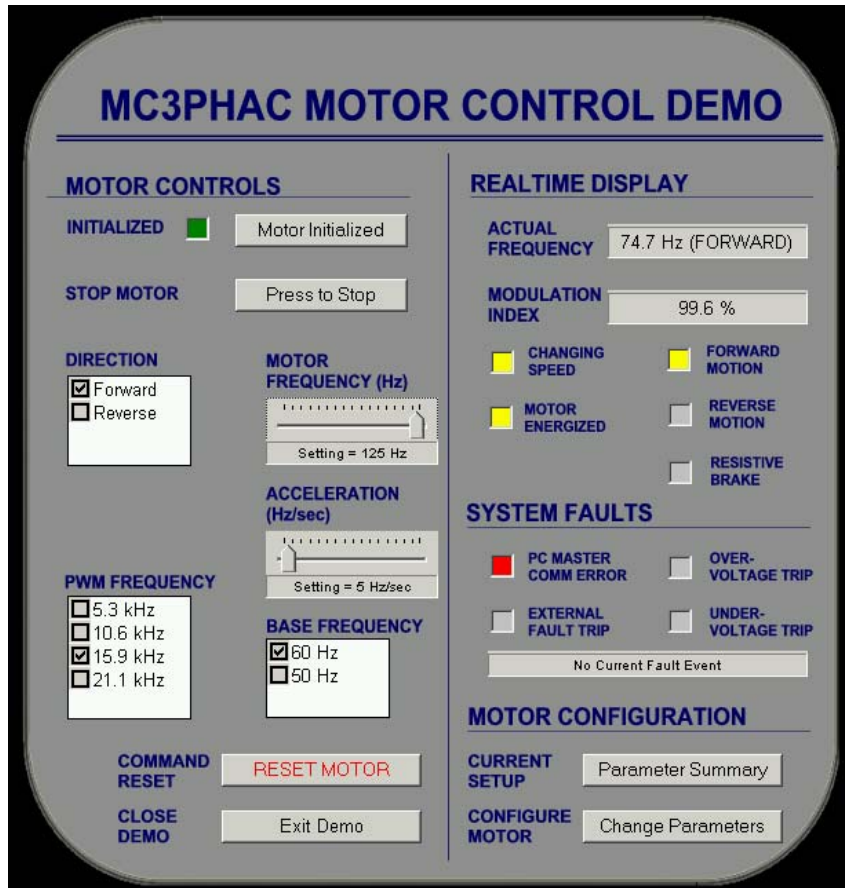 MC3PHAC MOTOR CONTROL DEMO
MOTOR CONTROLS
INITIALIZED
Motor Initialized
STOP MOTOR
Press to Stop
DIRECTION
Forward
Reverse
MOTOR
FREQUENCY (Hz)
Setting = 125 Hz
ACCELERATION
(Hz/sec)
Setting = 5 Hz/sec
PWM FREQUENCY
5.3 kHz
10.6 kHz
15.9 kHz
21.1 kHz
BASE FREQUENCY
60 Hz
50 Hz
COMMAND
RESET
RESET MOTOR
CLOSE
DEMO
Exit Demo
REALTIME DISPLAY
ACTUAL
FREQUENCY
74.7 Hz (FORWARD)
MODULATION
INDEX
99.6 %
CHANGING
SPEED
FORWARD
MOTION
MOTOR
ENERGIZED
REVERSE
MOTION
RESISTIVE
BRAKE
SYSTEM FAULTS
PC MASTER
COMM ERROR
OVER-
VOLTAGE TRIP
EXTERNAL
FAULT TRIP
UNDER-
VOLTAGE TRIP
No Current Fault Event
MOTOR CONFIGURATION
CURRENT
SETUP
Parameter Summary
CONFIGURE
MOTOR
Change Parameters